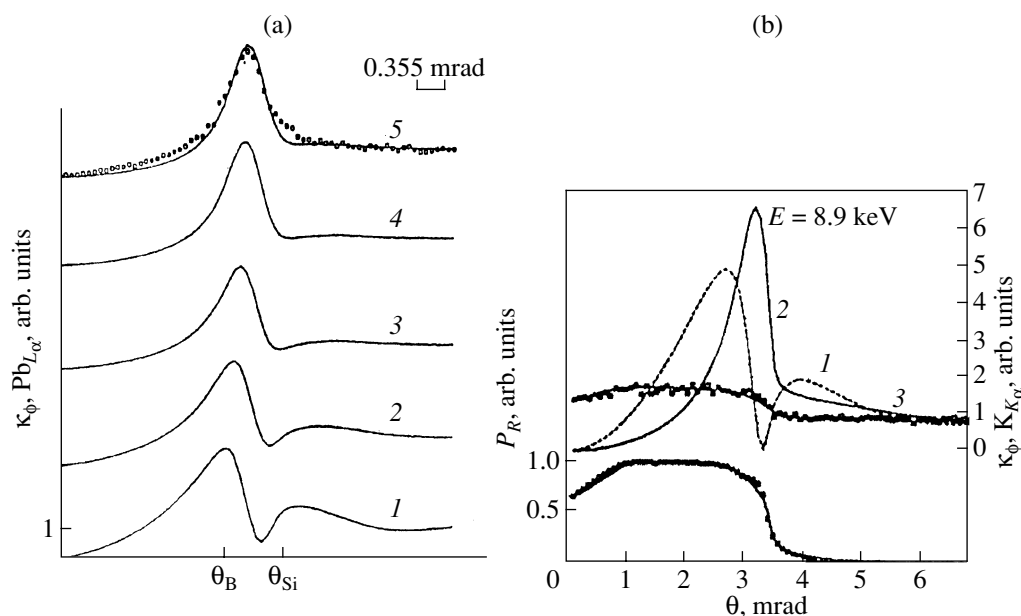 (a)
(b)
0.355 mrad
5
4
3
2
1
κϕ, PbLα, arb. units
1
θB
θSi
E = 8.9 keV
2
1
3
PR, arb. units
1.0
0.5
7
6
5
4
3
2
1
0
κϕ, KKα, arb. units
0
1
2
3
4
5
6
θ, mrad